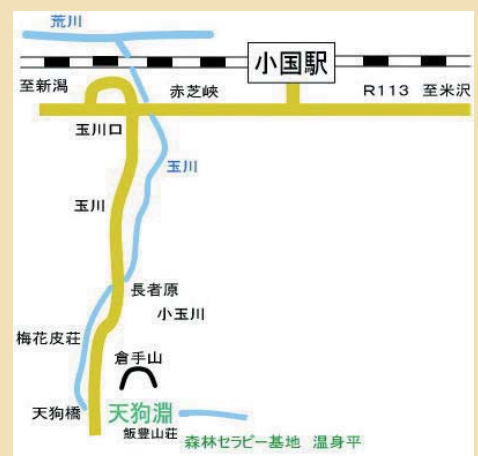 荒川
小国駅
至新潟
赤芝峡
R113 至米沢
玉川口
玉川
玉川
長者原
小玉川
梅花皮荘
倉手山
天狗橋
天狗淵
飯豊山荘
森林セラピー基地 温身平